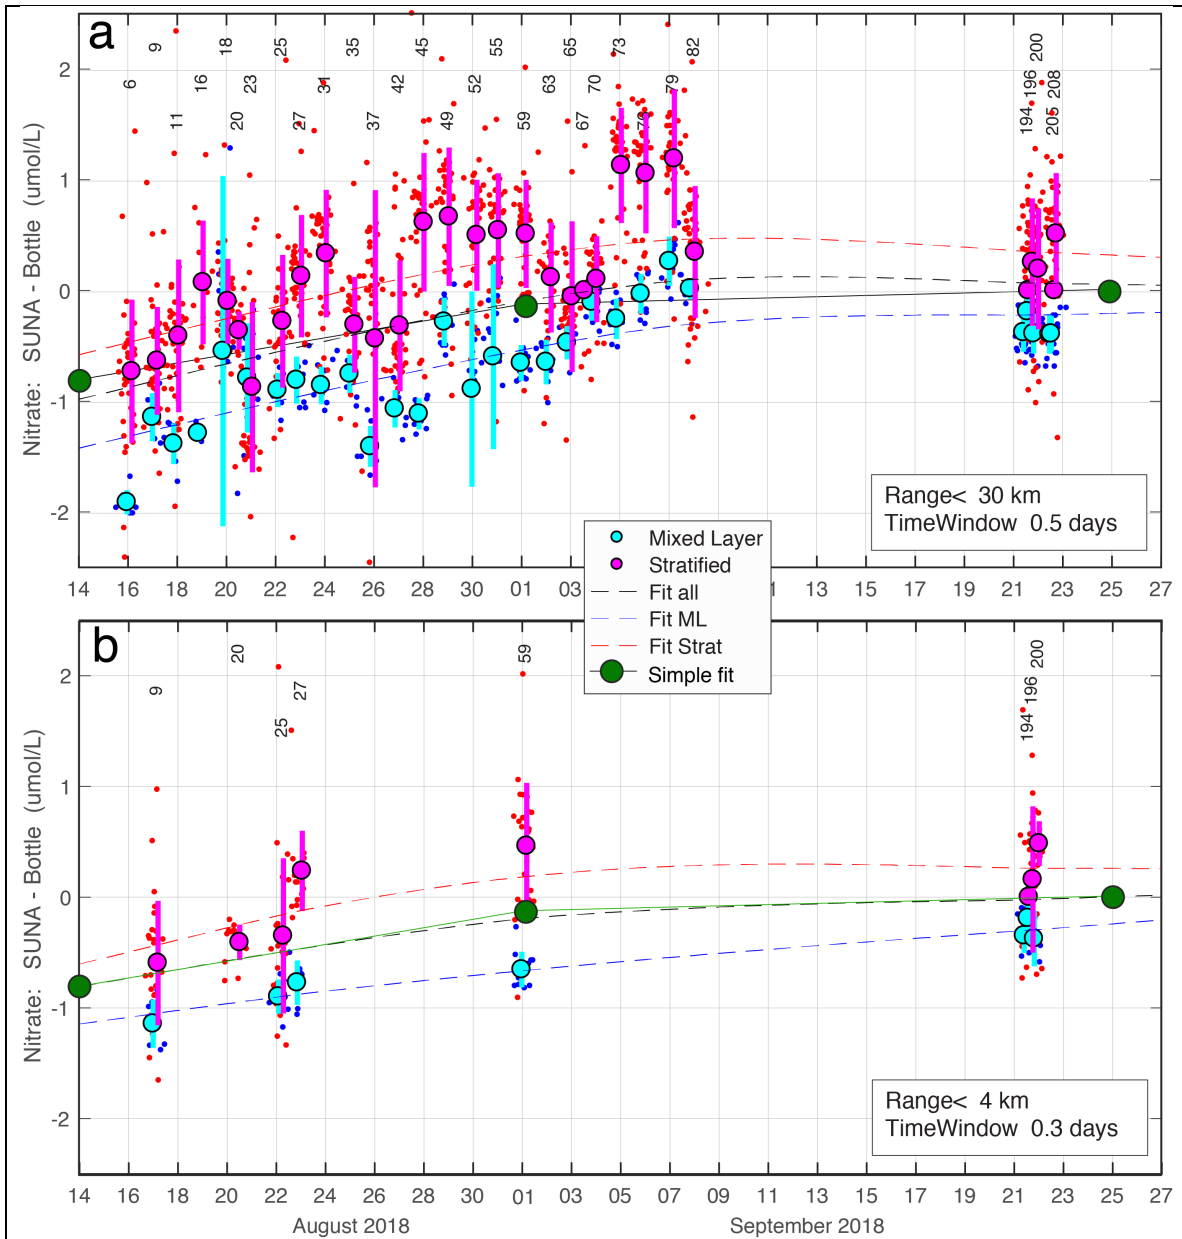 a
Nitrate: SUNA - Bottle (umol/L)
2
1
0
-1
-2
6
9
11
16
18
20
23
25
27
31
35
37
42
45
49
52
55
59
63
65
67
70
73
76
79
82
194
196
200
205
208
Range< 30 km
TimeWindow 0.5 days
14 16 18 20 22 24 26 28 30 01 03 11 13 15 17 19 21 23 25 27
Mixed Layer
Stratified
Fit all
Fit ML
Fit Strat
Simple fit
b
Nitrate: SUNA - Bottle (umol/L)
2
1
0
-1
-2
9
20
25
27
59
194
196
200
Range< 4 km
TimeWindow 0.3 days
14 16 18 20 22 24 26 28 30 01 03 05 07 09 11 13 15 17 19 21 23 25 27
August 2018
September 2018